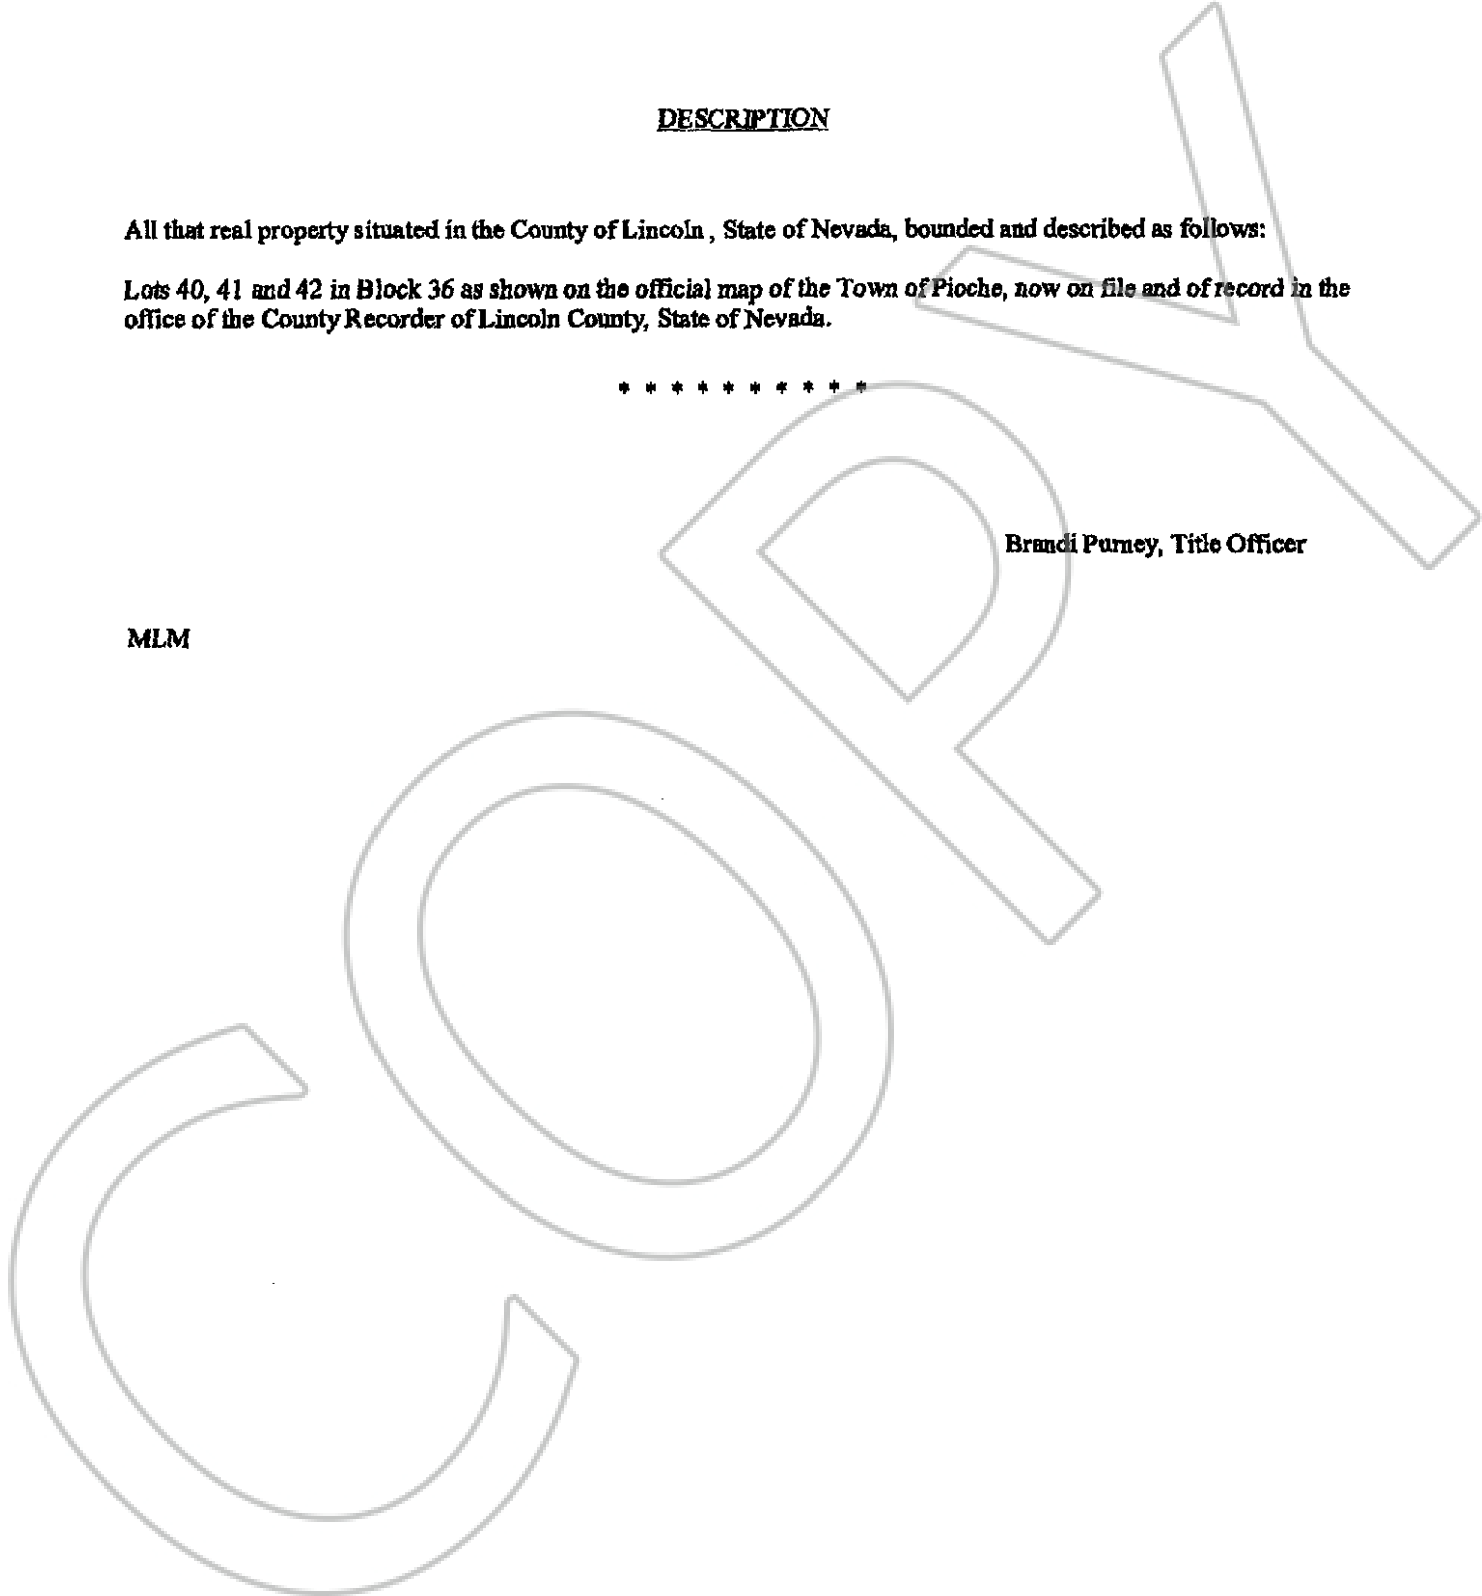 DESCRIPTION
All that real property situated in the County of Lincoln , State of Nevada, bounded and described as follows:
Lots 40, 41 and 42 in Block 36 as shown on the official map of the Town of Pioche, now on file and of record in the
office of the County Recorder of Lincoln County, State of Nevada.
* * * * * * * * * *
Brandi Purney, Title Officer
MLM
COPY